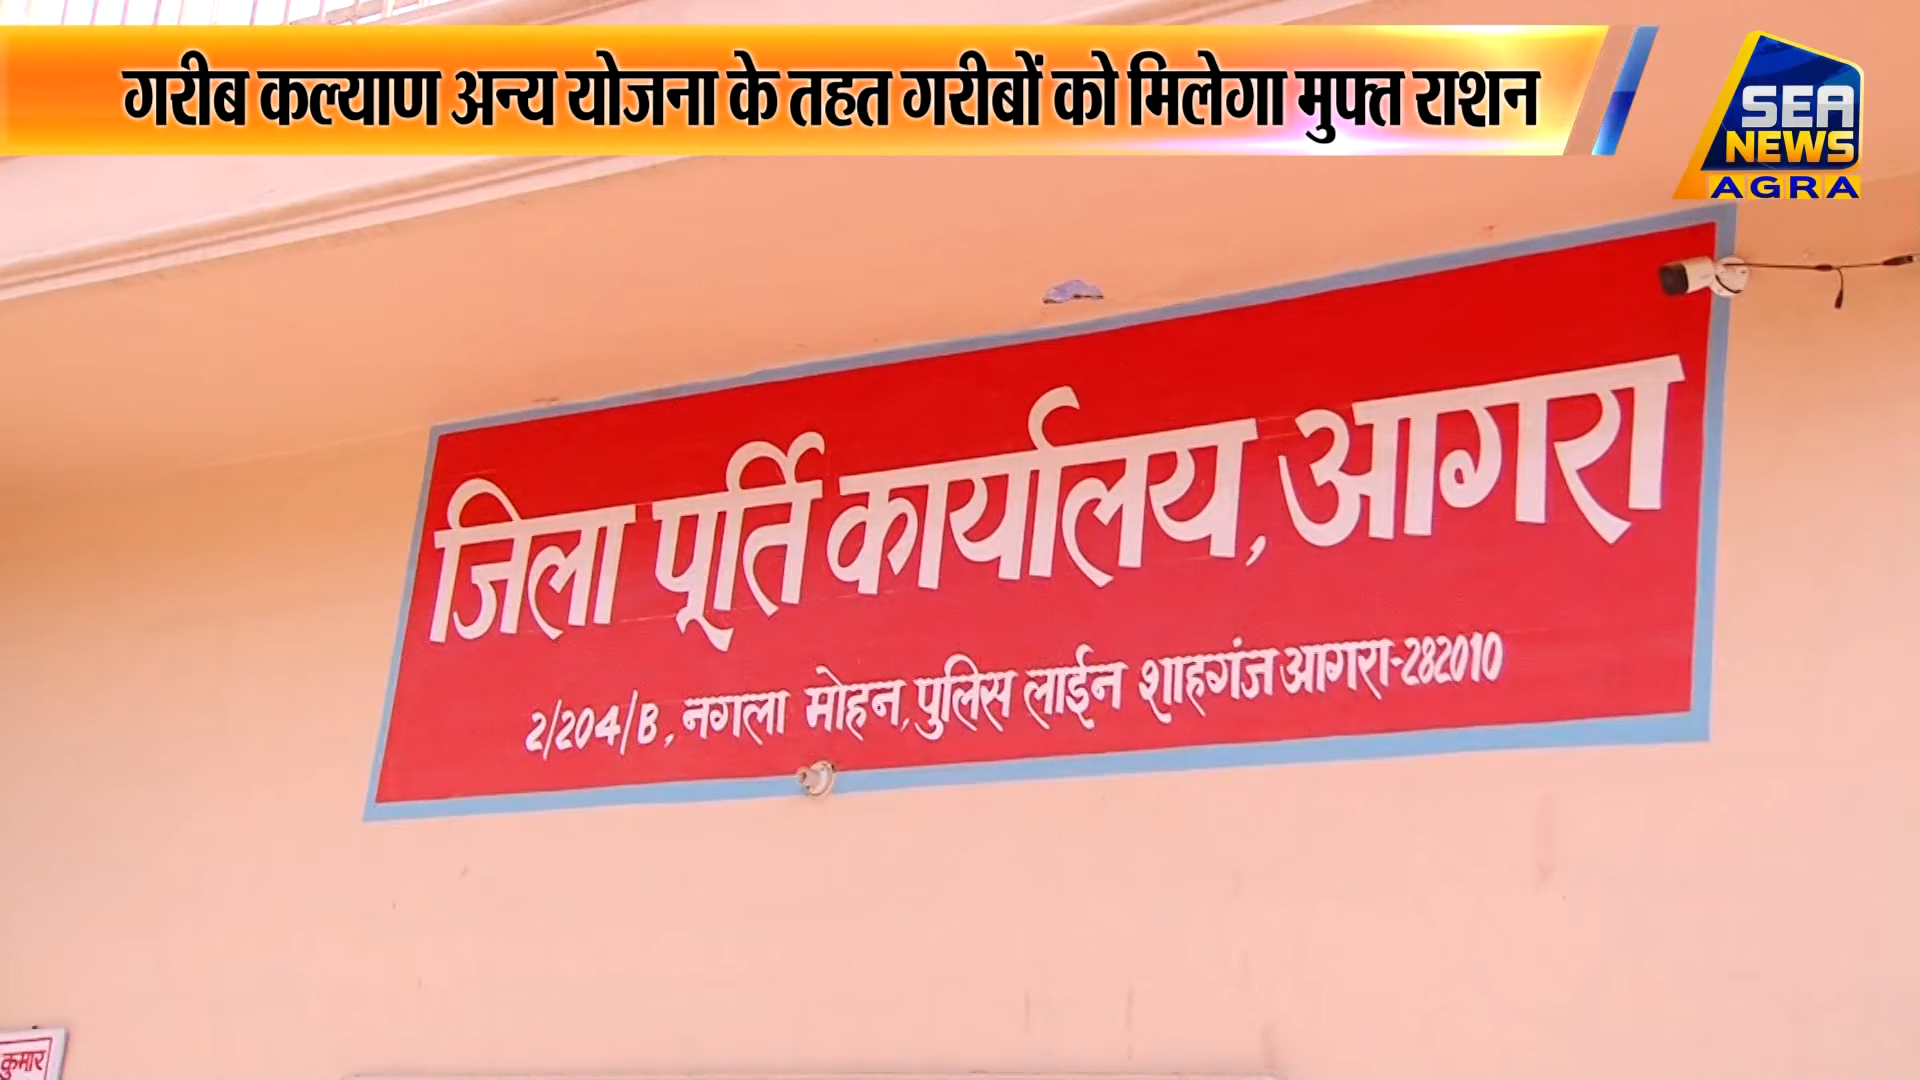 गरीब कल्याण अन्य योजना के तहत गरीबों को मिलेगा मुफ्त राशन
SEA
NEWS
AGRA
जिला पूर्ति कार्यालय, आगरा
2/204/B, नगला मोहन, पुलिस लाईन शाहगंज आगरा-282010
कुमार